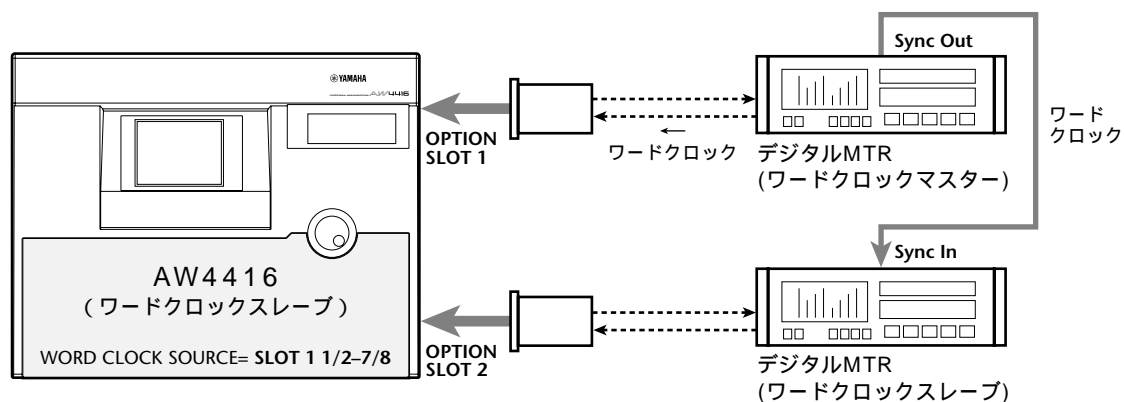 YAMAHA
AW4416
OPTION
SLOT 1
ワードクロック
Sync Out
デジタルMTR
(ワードクロックマスター)
ワード
クロック
AW4416
(ワードクロックスレーブ)
WORD CLOCK SOURCE= SLOT 1 1/2–7/8
OPTION
SLOT 2
Sync In
デジタルMTR
(ワードクロックスレーブ)